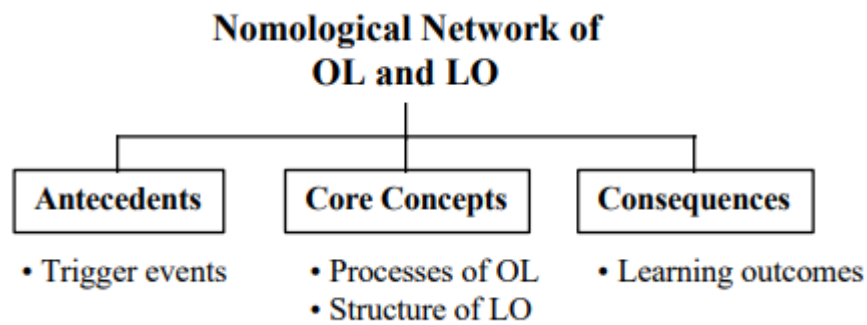 Nomological Network of
OL and LO
Antecedents
Core Concepts
Consequences
• Trigger events
• Processes of OL
• Structure of LO
• Learning outcomes